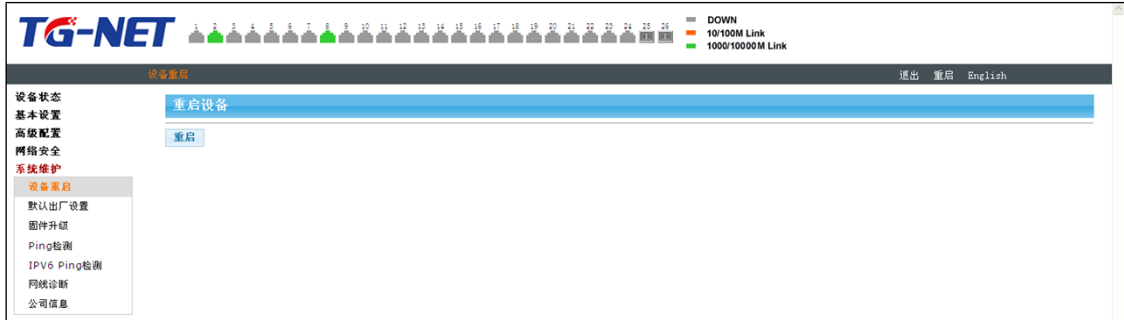 TG-NET
1 2 3 4 5 6 7 8 9 10 11 12 13 14 15 16 17 18 19 20 21 22 23 24 25 26
DOWN
10/100M Link
1000/10000M Link
设备重启
退出 重启 English
设备状态
基本设置
高级配置
网络安全
系统维护
设备重启
默认出厂设置
固件升级
Ping检测
IPV6 Ping检测
网线诊断
公司信息
重启设备
重启